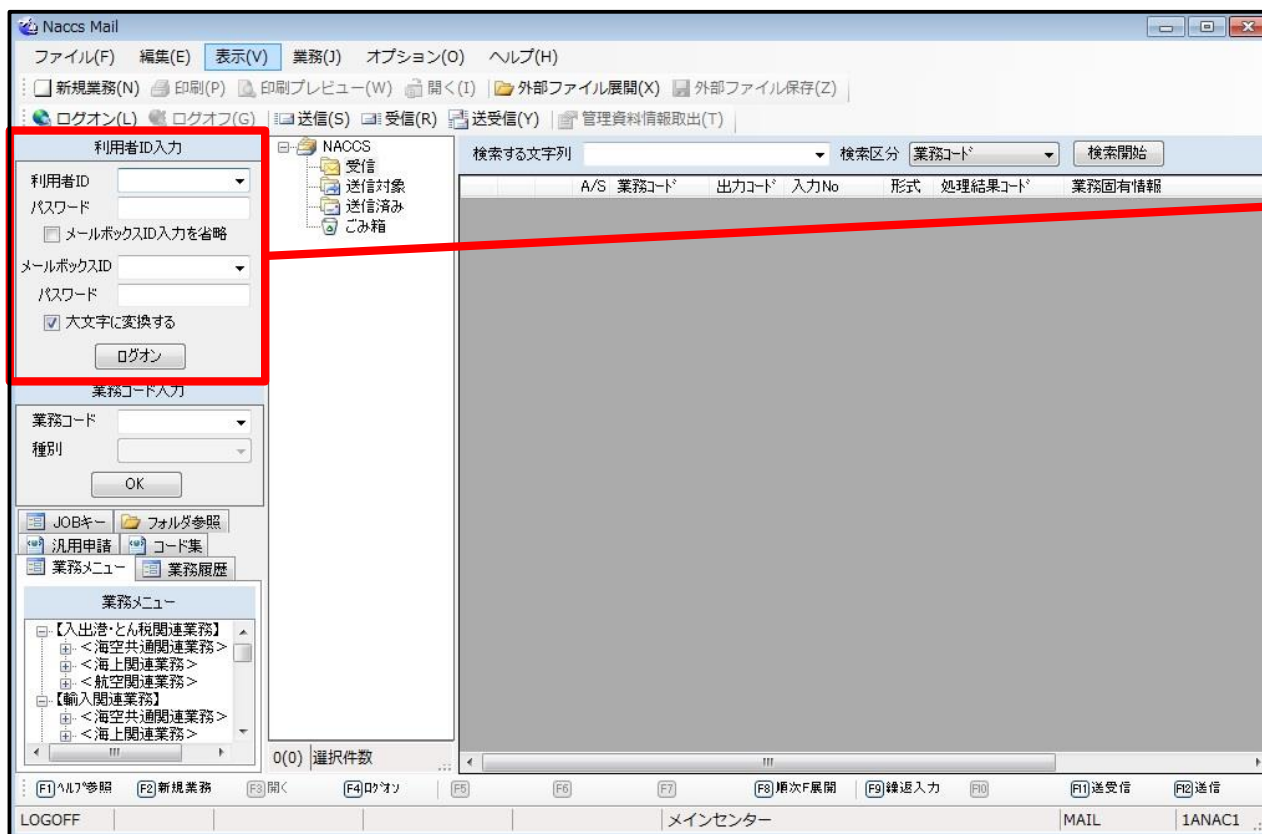 Naccs Mail
ファイル(F) 編集(E) 表示(V) 業務(J) オプション(O) ヘルプ(H)
新規業務(N) 印刷(P) 印刷プレビュー(W) 開く(I) 外部ファイル展開(X) 外部ファイル保存(Z)
ログオン(L) ログオフ(G) 送信(S) 受信(R) 送受信(Y) 管理資料情報取出(T)
利用者ID入力
利用者ID
パスワード
メールボックスID入力を省略
メールボックスID
パスワード
大文字に変換する
ログオン
業務コード入力
業務コード
種別
OK
JOBキー フォルダ参照
汎用申請 コード集
業務メニュー 業務履歴
業務メニュー
【入出港・とん税関連業務】
<海空共通関連業務>
<海上関連業務>
<航空関連業務>
【輸入関連業務】
<海空共通関連業務>
<海上関連業務>
NACCS
受信
送信対象
送信済み
ごみ箱
0(0) 選択件数
検索する文字列 検索区分 業務コード 検索開始
A/S 業務コード 出力コード 入力No 形式 処理結果コード 業務固有情報
F1 ヘルプ参照 F2 新規業務 F3 開く F4 ログオン F5 F6 F7 F8 順次F展開 F9 繰返入力 F10 F11 送受信 F12 送信
LOGOFF メインセンター MAIL 1ANAC1